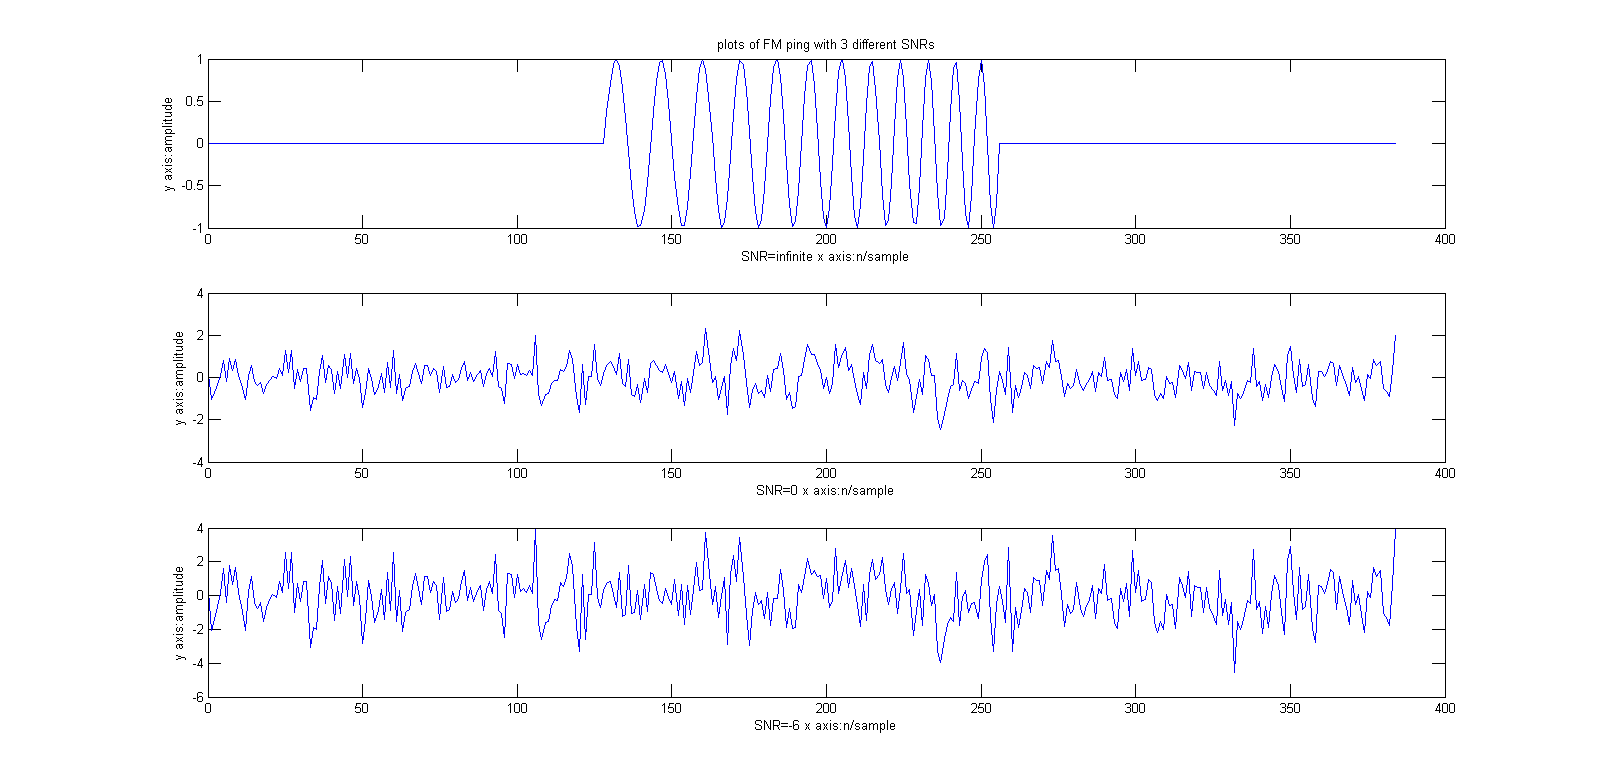 plots of FM ping with 3 different SNRs
y axis:amplitude
1
0.5
0
-0.5
-1
0 50 100 150 200 250 300 350 400
SNR=infinite x axis:n/sample
y axis:amplitude
4
2
0
-2
-4
0 50 100 150 200 250 300 350 400
SNR=0 x axis:n/sample
y axis:amplitude
4
2
0
-2
-4
-6
0 50 100 150 200 250 300 350 400
SNR=-6 x axis:n/sample